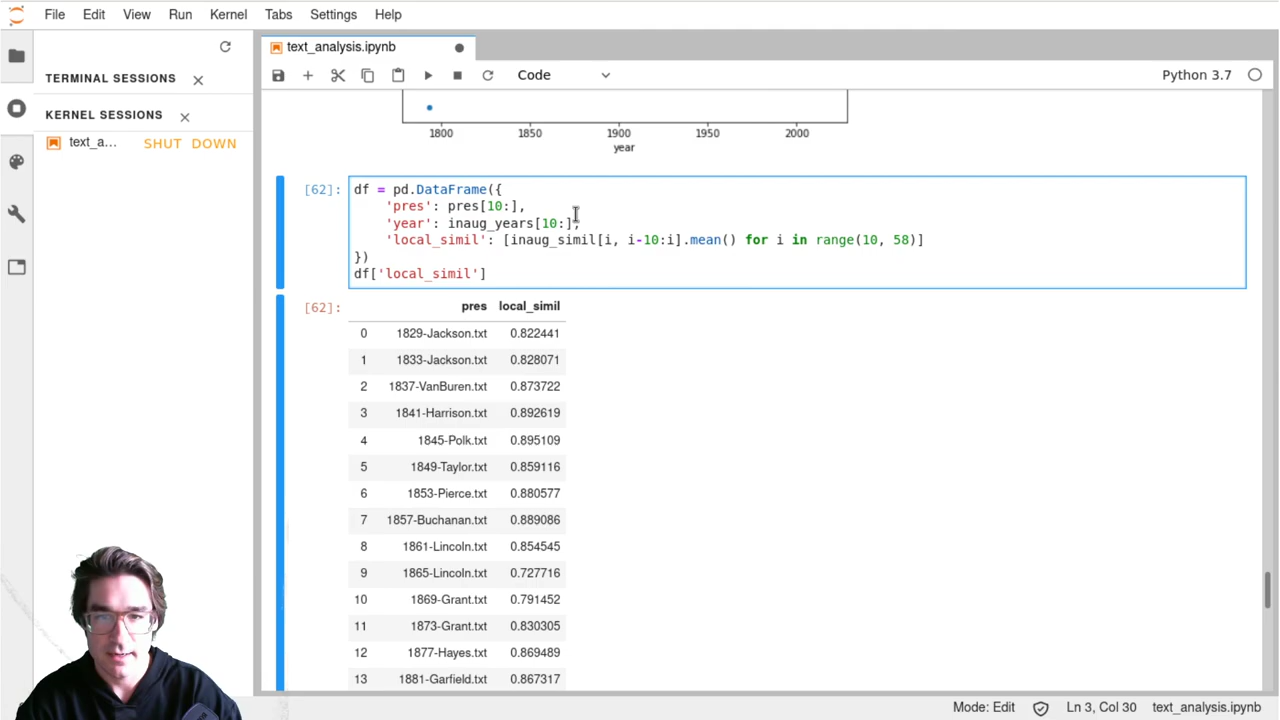 File Edit View Run Kernel Tabs Settings Help
text_analysis.ipynb
TERMINAL SESSIONS
Code
Python 3.7
KERNEL SESSIONS
text_a... SHUT DOWN
1800 1850 1900 1950 2000
year
[62]:
df = pd.DataFrame({
'pres': pres[10:],
'year': inaug_years[10:],
'local_simil': [inaug_simil[i, i-10:i].mean() for i in range(10, 58)]
})
df['local_simil']
[62]:
pres local_simil
0 1829-Jackson.txt 0.822441
1 1833-Jackson.txt 0.828071
2 1837-VanBuren.txt 0.873722
3 1841-Harrison.txt 0.892619
4 1845-Polk.txt 0.895109
5 1849-Taylor.txt 0.859116
6 1853-Pierce.txt 0.880577
7 1857-Buchanan.txt 0.889086
8 1861-Lincoln.txt 0.854545
9 1865-Lincoln.txt 0.727716
10 1869-Grant.txt 0.791452
11 1873-Grant.txt 0.830305
12 1877-Hayes.txt 0.869489
13 1881-Garfield.txt 0.867317
Mode: Edit Ln 3, Col 30 text_analysis.ipynb